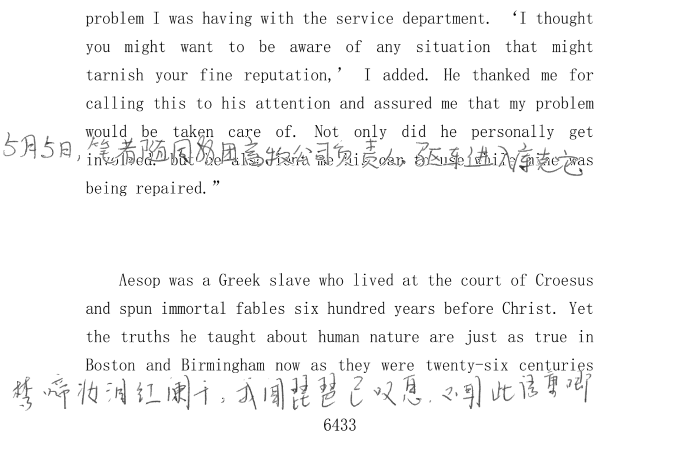 problem I was having with the service department. ‘I thought
you might want to be aware of any situation that might
tarnish your fine reputation,’ I added. He thanked me for
calling this to his attention and assured me that my problem
would be taken care of. Not only did he personally get
5月5日,笔者随同 团畜牧公司负责人,驱车进入
involved, but he also lent me his car to use while mine was
being repaired.”
Aesop was a Greek slave who lived at the court of Croesus
and spun immortal fables six hundred years before Christ. Yet
the truths he taught about human nature are just as true in
Boston and Birmingham now as they were twenty-six centuries
梦啼妆泪红阑干。我闻琵琶已叹息,又闻此语重唧
6433